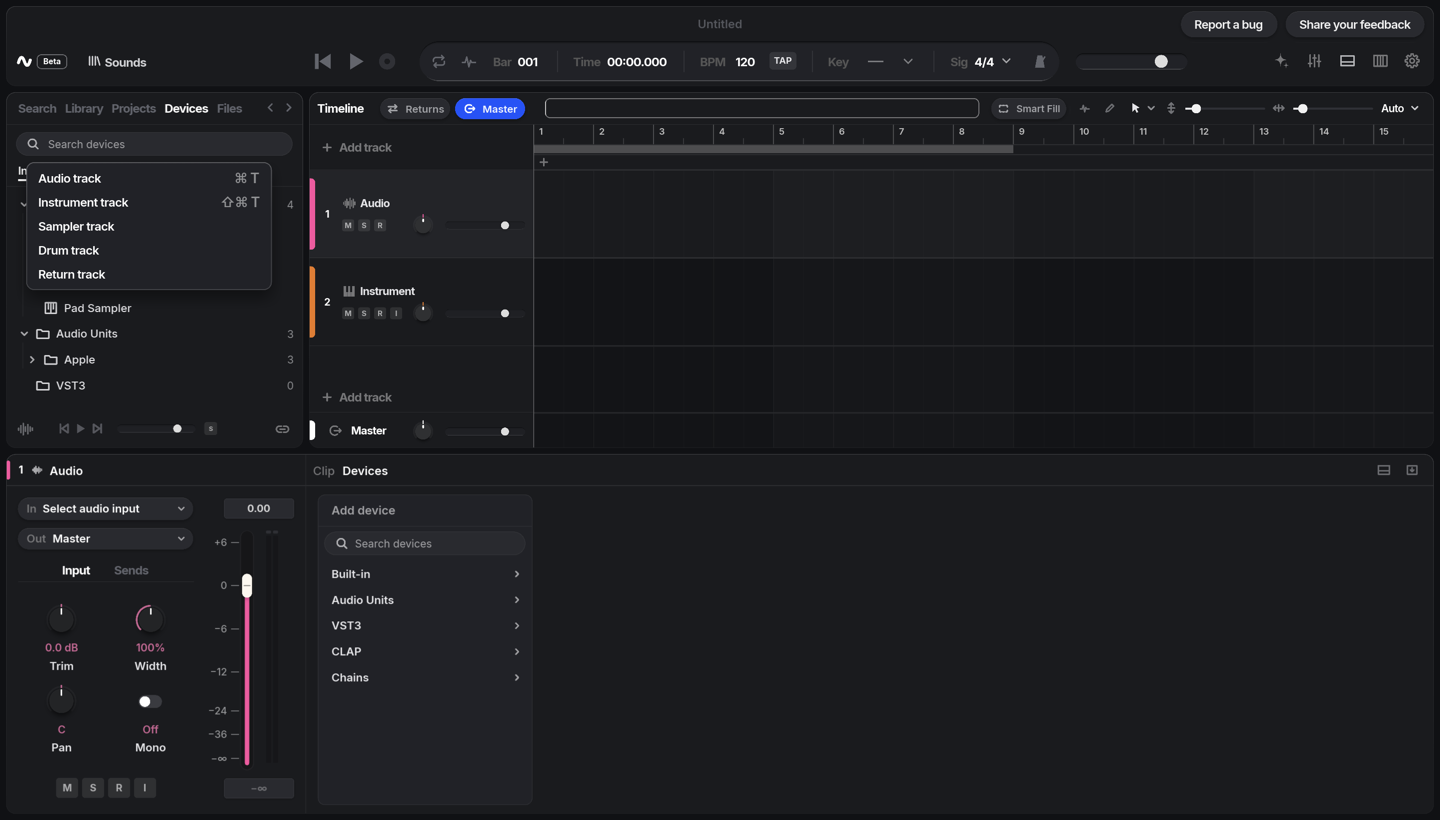 Untitled
Report a bug
Share your feedback
Beta
Sounds
Bar 001
Time 00:00.000
BPM 120 TAP
Key —
Sig 4/4
Search Library Projects Devices Files
Timeline
Returns
Master
Smart Fill
Auto
Search devices
1 2 3 4 5 6 7 8 9 10 11 12 13 14 15
+ Add track
+
In
Audio track ⌘ T
Instrument track ⇧⌘ T
Sampler track
Drum track
Return track
4
Pad Sampler
Audio Units 3
Apple 3
VST3 0
S
1 Audio
M S R
2 Instrument
M S R I
+ Add track
Master
1 Audio
Clip Devices
In Select audio input
0.00
Out Master
Input Sends
+6
0
−6
−12
−24
−36
−∞
0.0 dB
Trim
100%
Width
C
Pan
Off
Mono
M S R I
−∞
Add device
Search devices
Built-in
Audio Units
VST3
CLAP
Chains